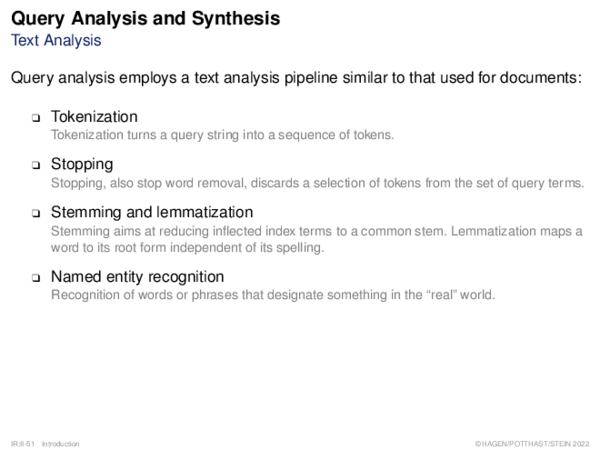 Query Analysis and Synthesis
Text Analysis
Query analysis employs a text analysis pipeline similar to that used for documents:
❑ Tokenization
Tokenization turns a query string into a sequence of tokens.
❑ Stopping
Stopping, also stop word removal, discards a selection of tokens from the set of query terms.
❑ Stemming and lemmatization
Stemming aims at reducing inflected index terms to a common stem. Lemmatization maps a
word to its root form independent of its spelling.
❑ Named entity recognition
Recognition of words or phrases that designate something in the “real” world.
IR:II-51 Introduction
©HAGEN/POTTHAST/STEIN 2022